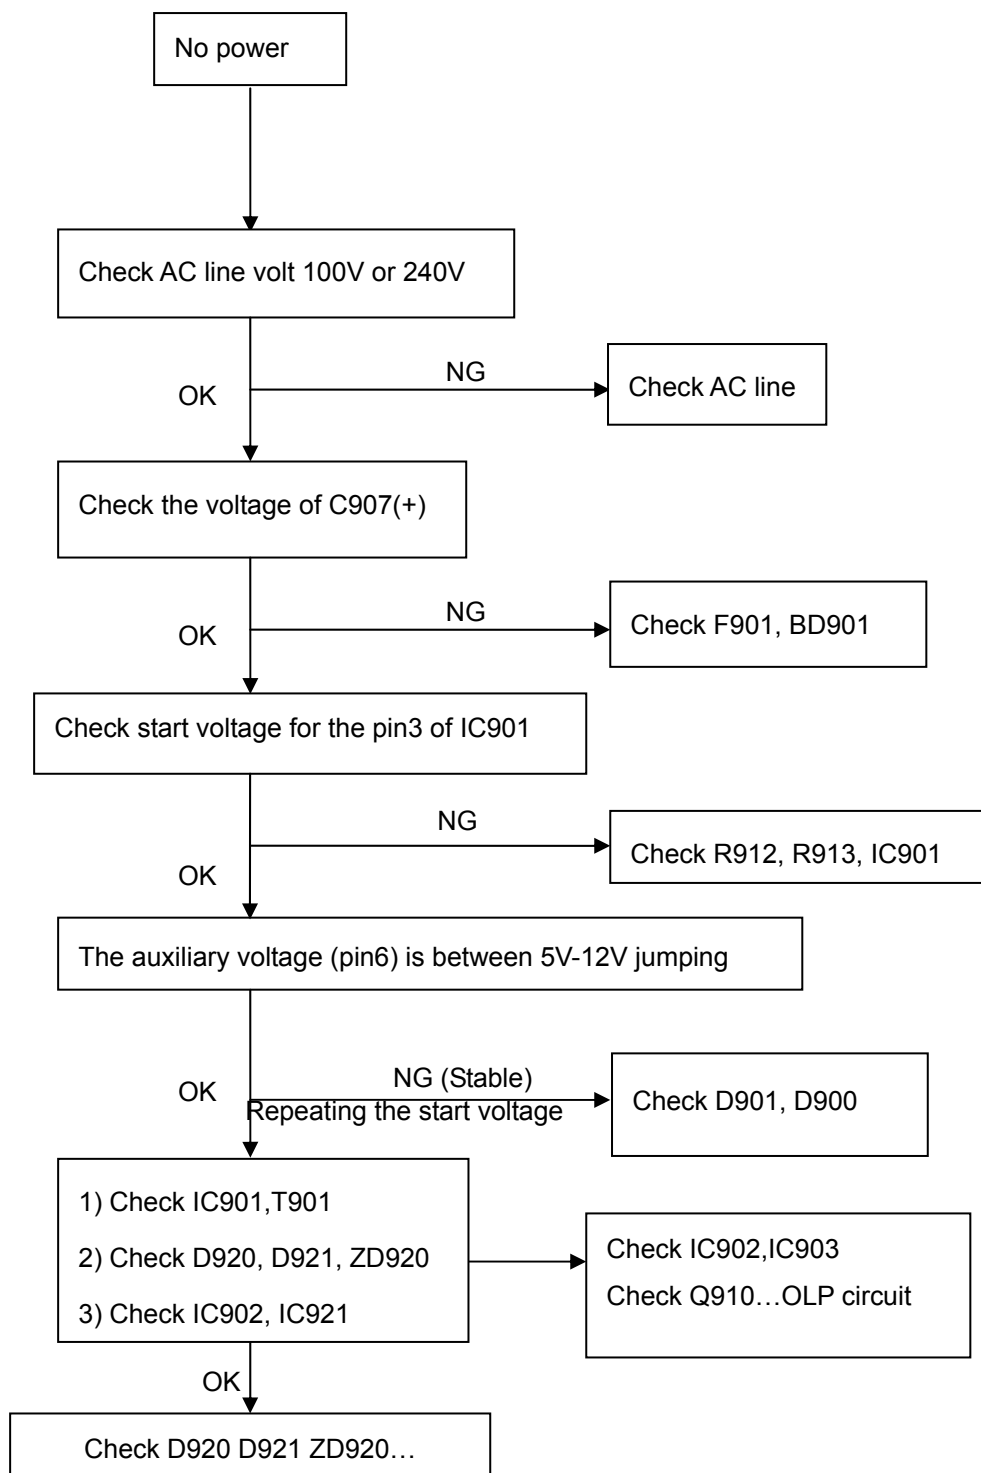 No power
Check AC line volt 100V or 240V
NG
OK
Check AC line
Check the voltage of C907(+)
NG
OK
Check F901, BD901
Check start voltage for the pin3 of IC901
NG
OK
Check R912, R913, IC901
The auxiliary voltage (pin6) is between 5V-12V jumping
NG (Stable)
OK
Repeating the start voltage
Check D901, D900
1) Check IC901,T901
2) Check D920, D921, ZD920
3) Check IC902, IC921
Check IC902,IC903
Check Q910…OLP circuit
OK
Check D920 D921 ZD920…